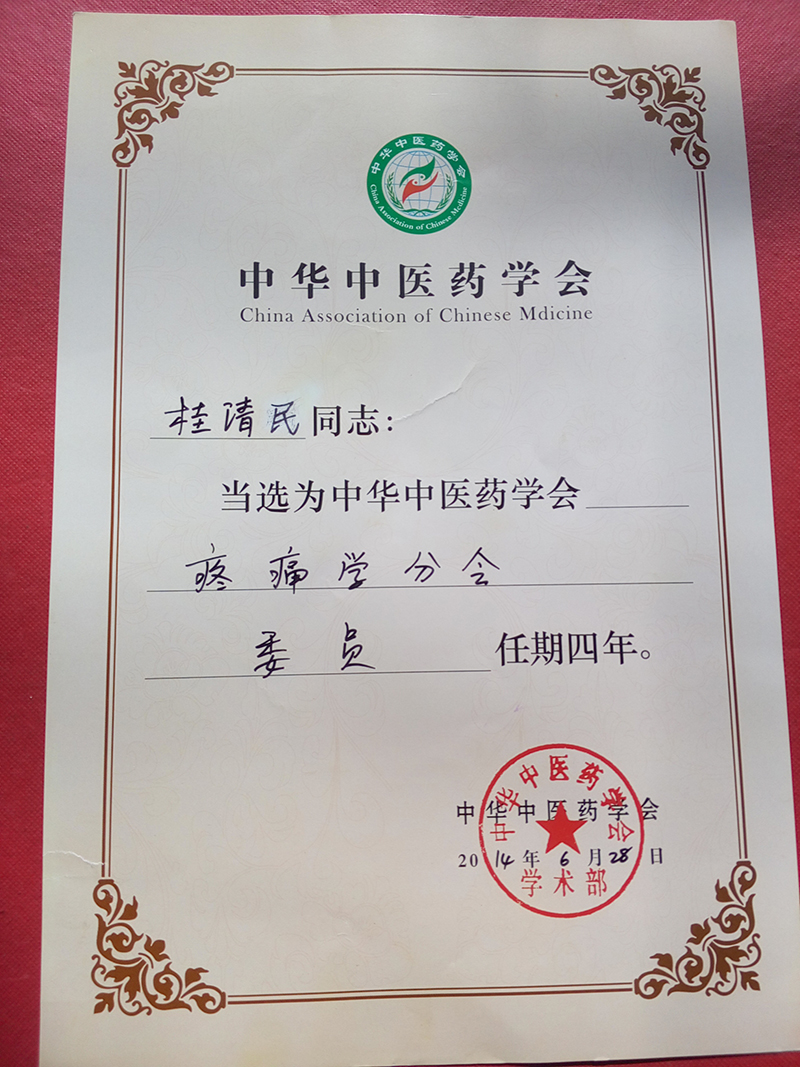 中华中医药学会
China Association of Chinese Medicine
中华中医药学会
China Association of Chinese Mdicine
桂清民同志：
当选为中华中医药学会
疼痛学分会
委员 任期四年。
中华中医药学会
2014年6月28日
中华中医药学会
学术部